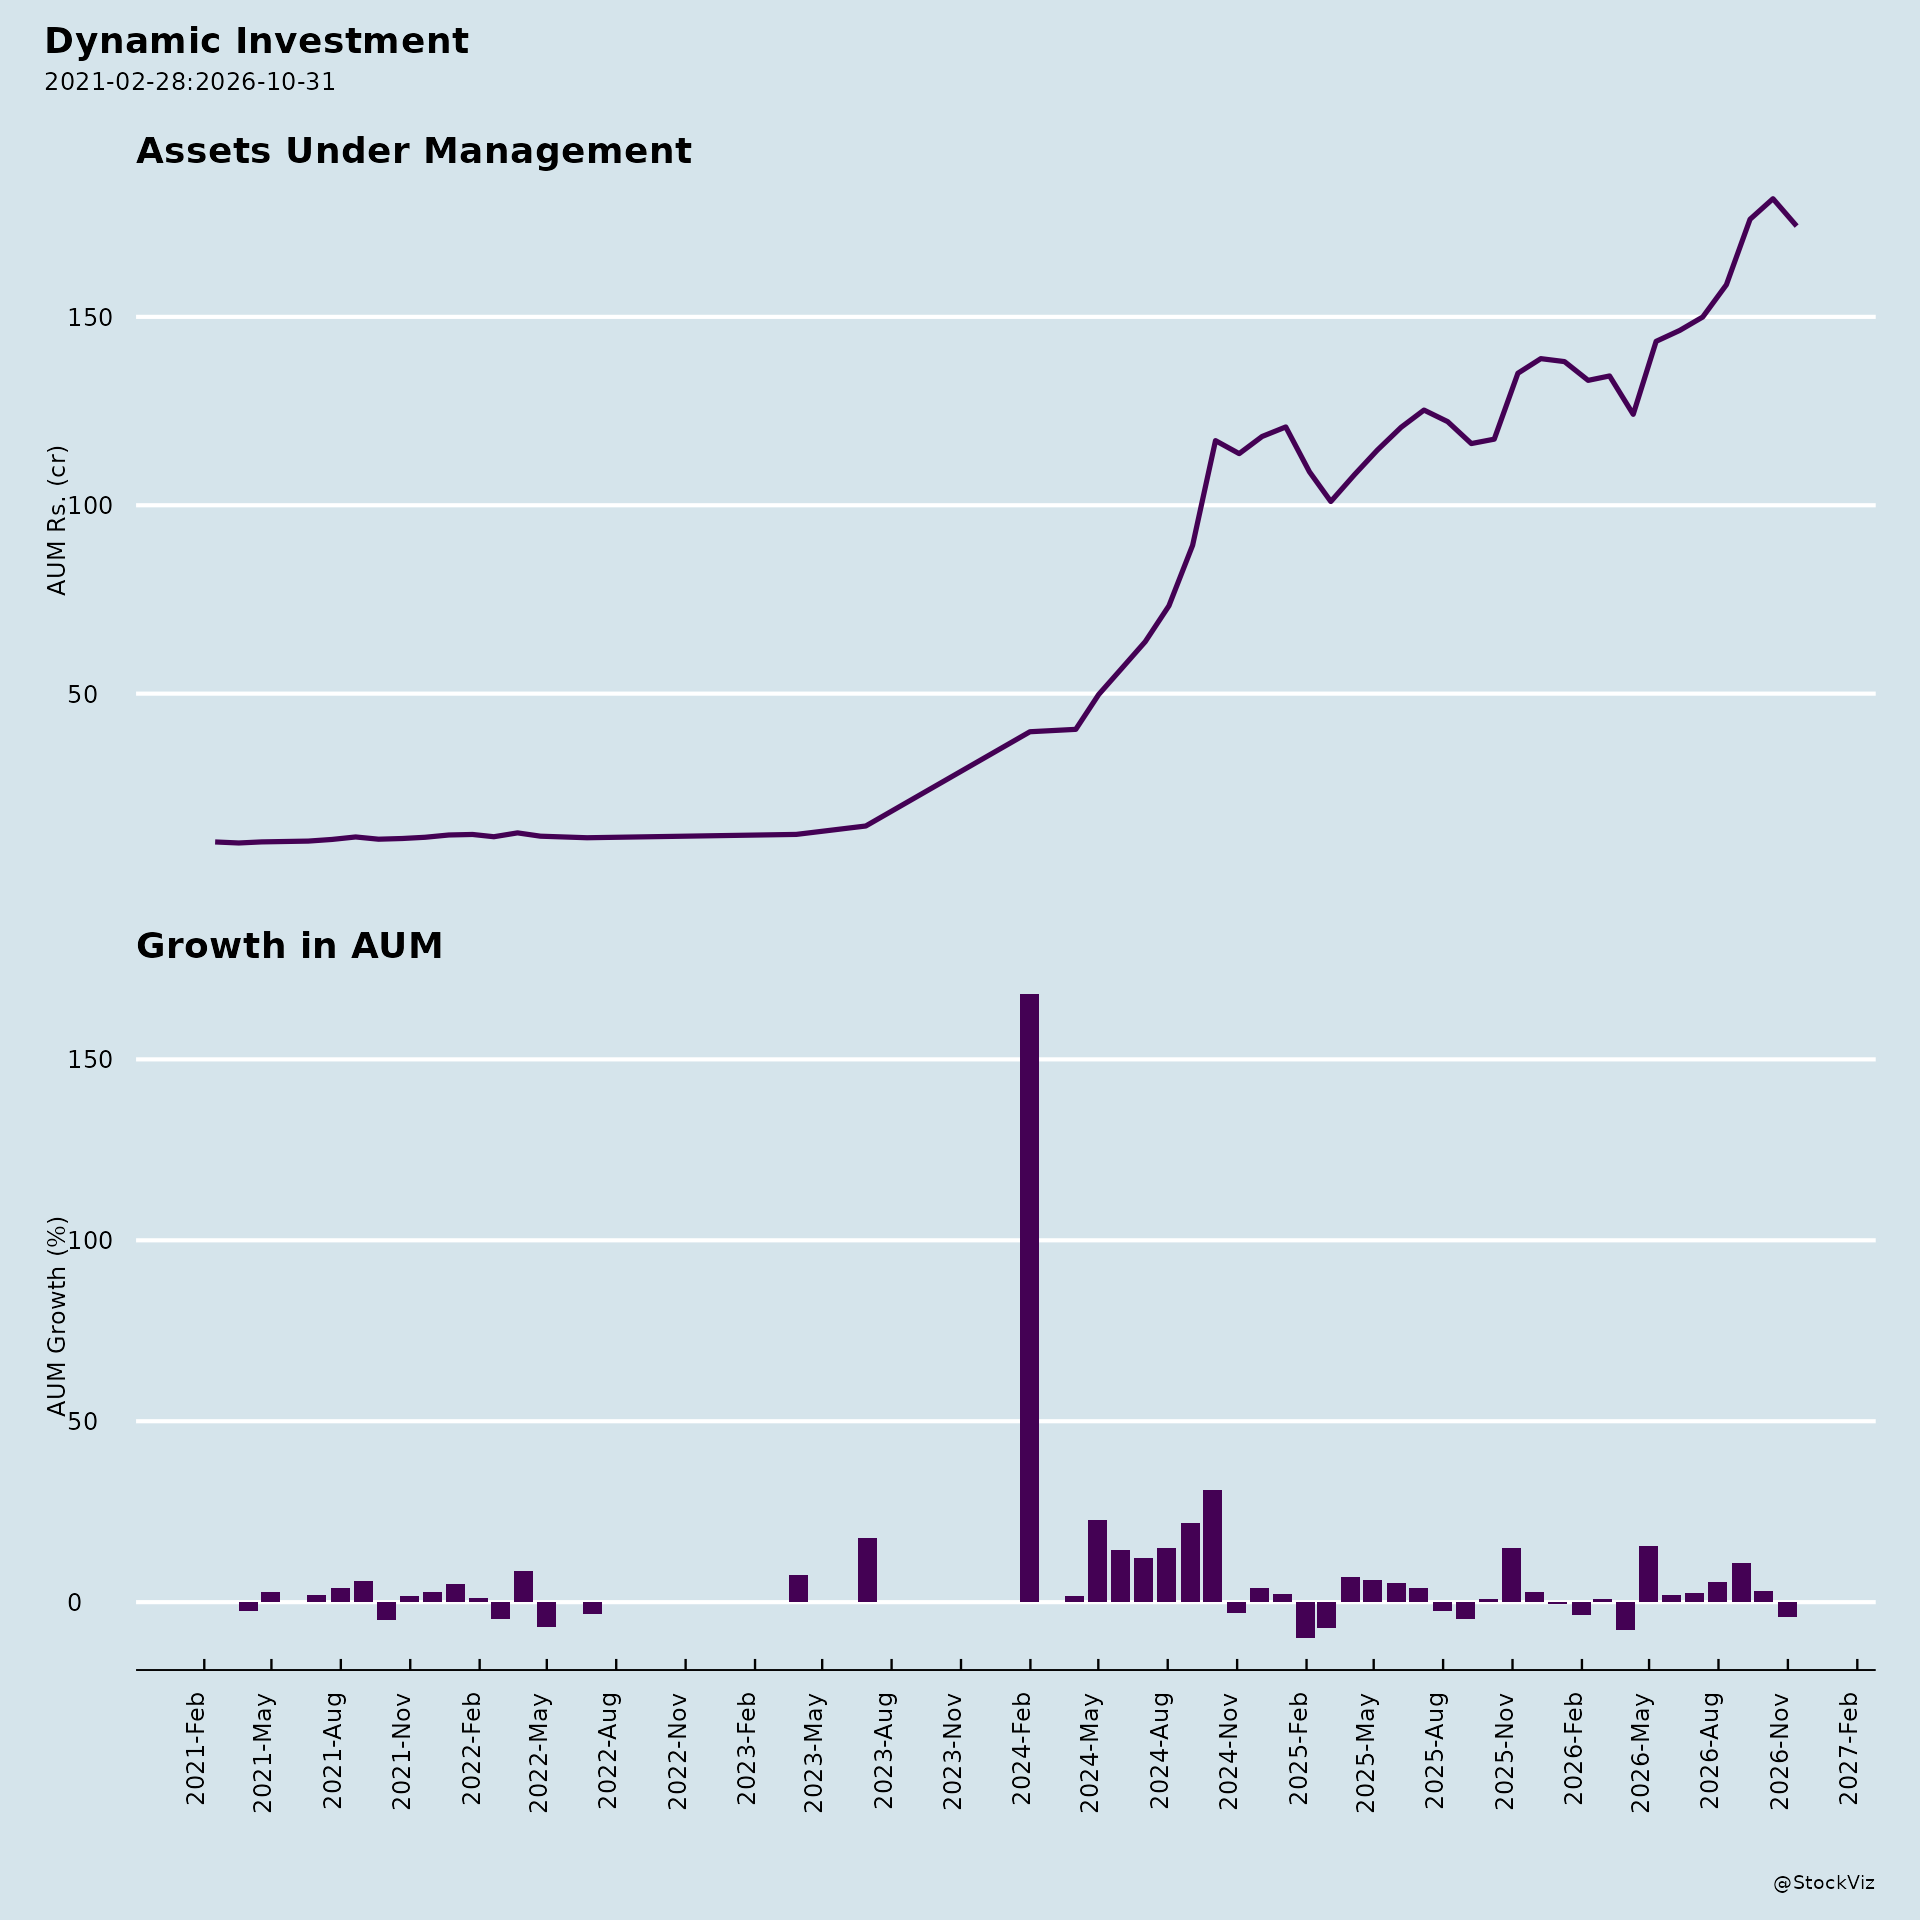 Dynamic Investment
2021-02-28:2026-10-31
Assets Under Management
AUM Rs. (cr)
150
100
50
Growth in AUM
AUM Growth (%)
150
100
50
0
2021-Feb
2021-May
2021-Aug
2021-Nov
2022-Feb
2022-May
2022-Aug
2022-Nov
2023-Feb
2023-May
2023-Aug
2023-Nov
2024-Feb
2024-May
2024-Aug
2024-Nov
2025-Feb
2025-May
2025-Aug
2025-Nov
2026-Feb
2026-May
2026-Aug
2026-Nov
2027-Feb
@StockViz